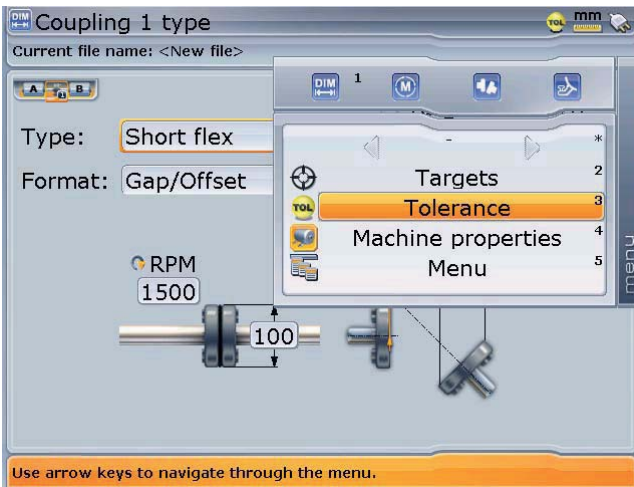 DIM
Coupling 1 type
TOL
mm
Current file name: <New file>
A
B
DIM
1
M
Type:
Short flex
- *
Format:
Gap/Offset
Targets 2
TOL
Tolerance 3
Machine properties 4
Menu 5
menu
RPM
1500
100
Use arrow keys to navigate through the menu.